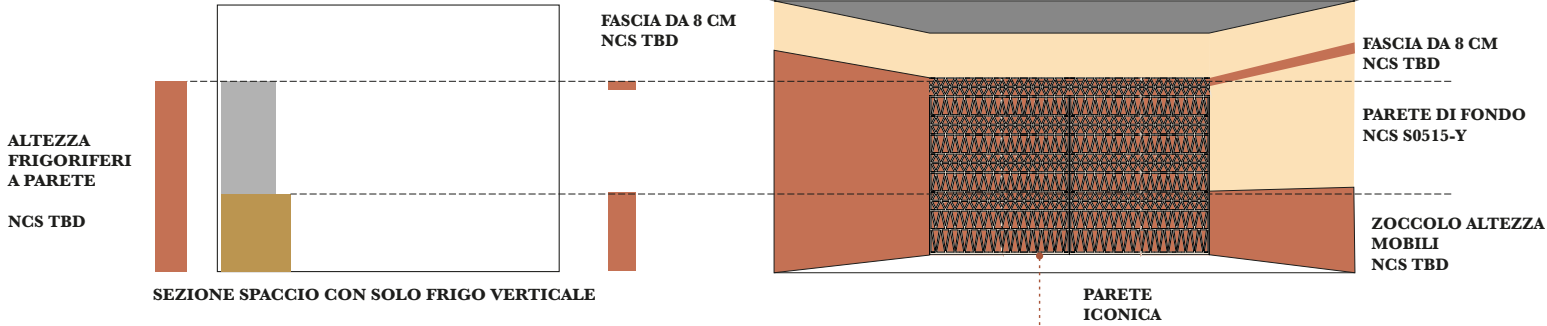 FASCIA DA 8 CM
NCS TBD
ALTEZZA
FRIGORIFERI
A PARETE
NCS TBD
SEZIONE SPACCIO CON SOLO FRIGO VERTICALE
FASCIA DA 8 CM
NCS TBD
PARETE DI FONDO
NCS S0515-Y
ZOCCOLO ALTEZZA
MOBILI
NCS TBD
PARETE
ICONICA